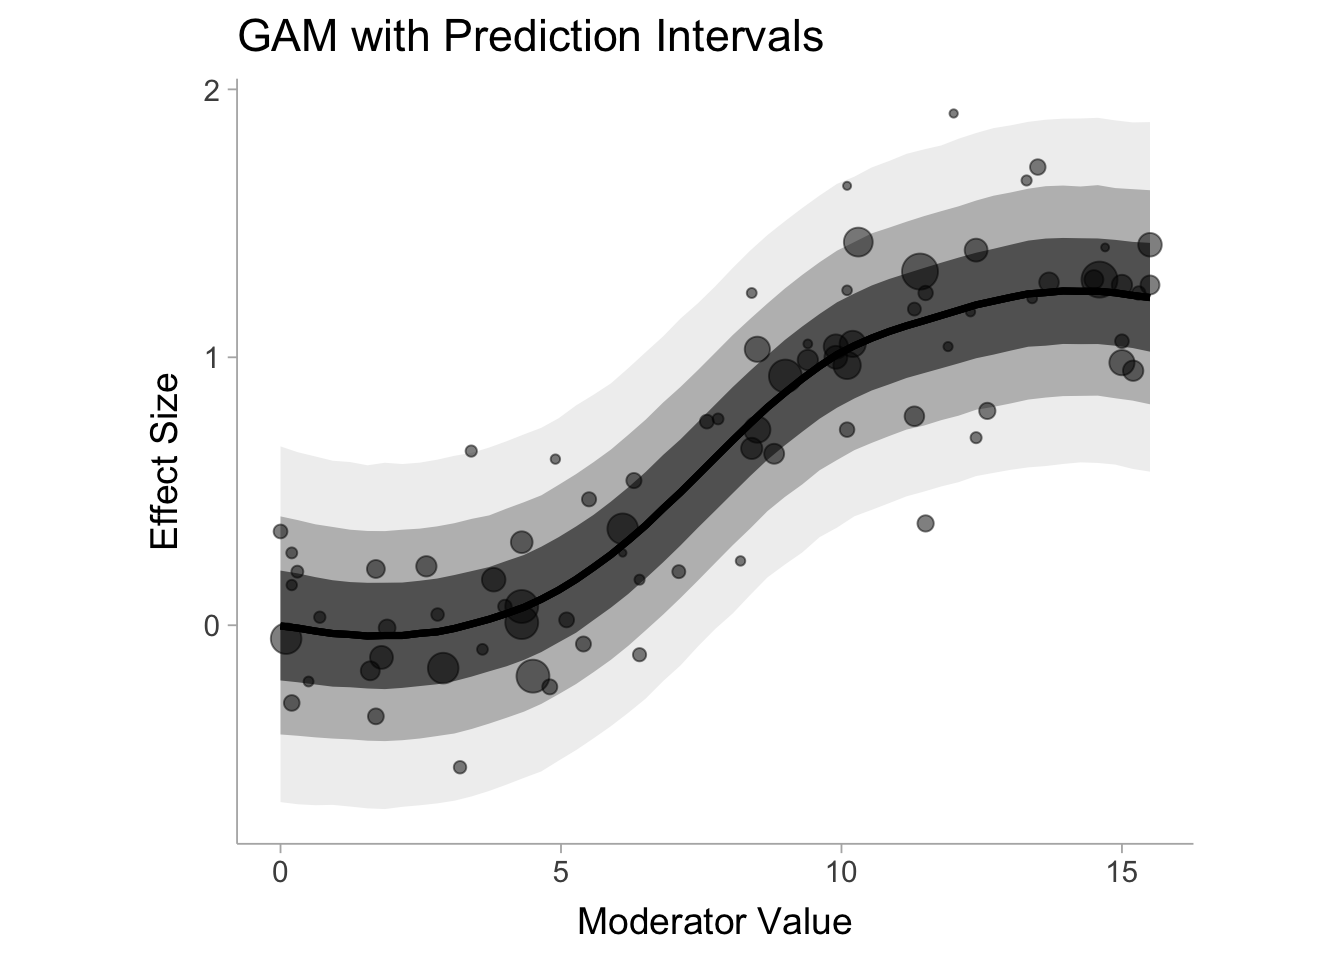 GAM with Prediction Intervals
2
1
0
Effect Size
0 5 10 15
Moderator Value